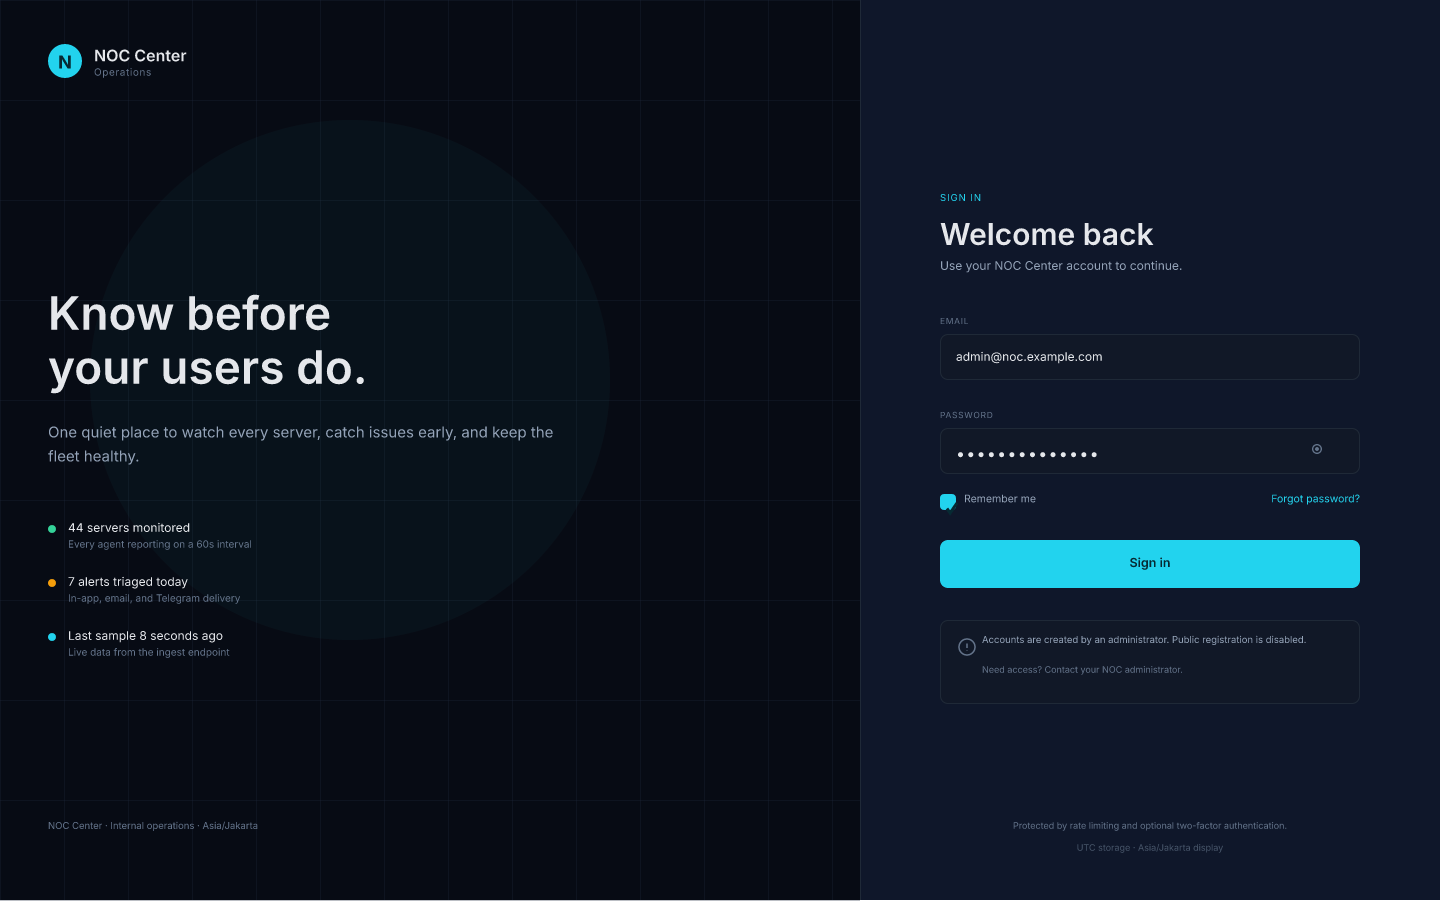 N
NOC Center
Operations
Know before
your users do.
One quiet place to watch every server, catch issues early, and keep the
fleet healthy.
44 servers monitored
Every agent reporting on a 60s interval
7 alerts triaged today
In-app, email, and Telegram delivery
Last sample 8 seconds ago
Live data from the ingest endpoint
NOC Center · Internal operations · Asia/Jakarta
SIGN IN
Welcome back
Use your NOC Center account to continue.
EMAIL
admin@noc.example.com
PASSWORD
••••••••••••••
Remember me
Forgot password?
Sign in
Accounts are created by an administrator. Public registration is disabled.
Need access? Contact your NOC administrator.
Protected by rate limiting and optional two-factor authentication.
UTC storage · Asia/Jakarta display